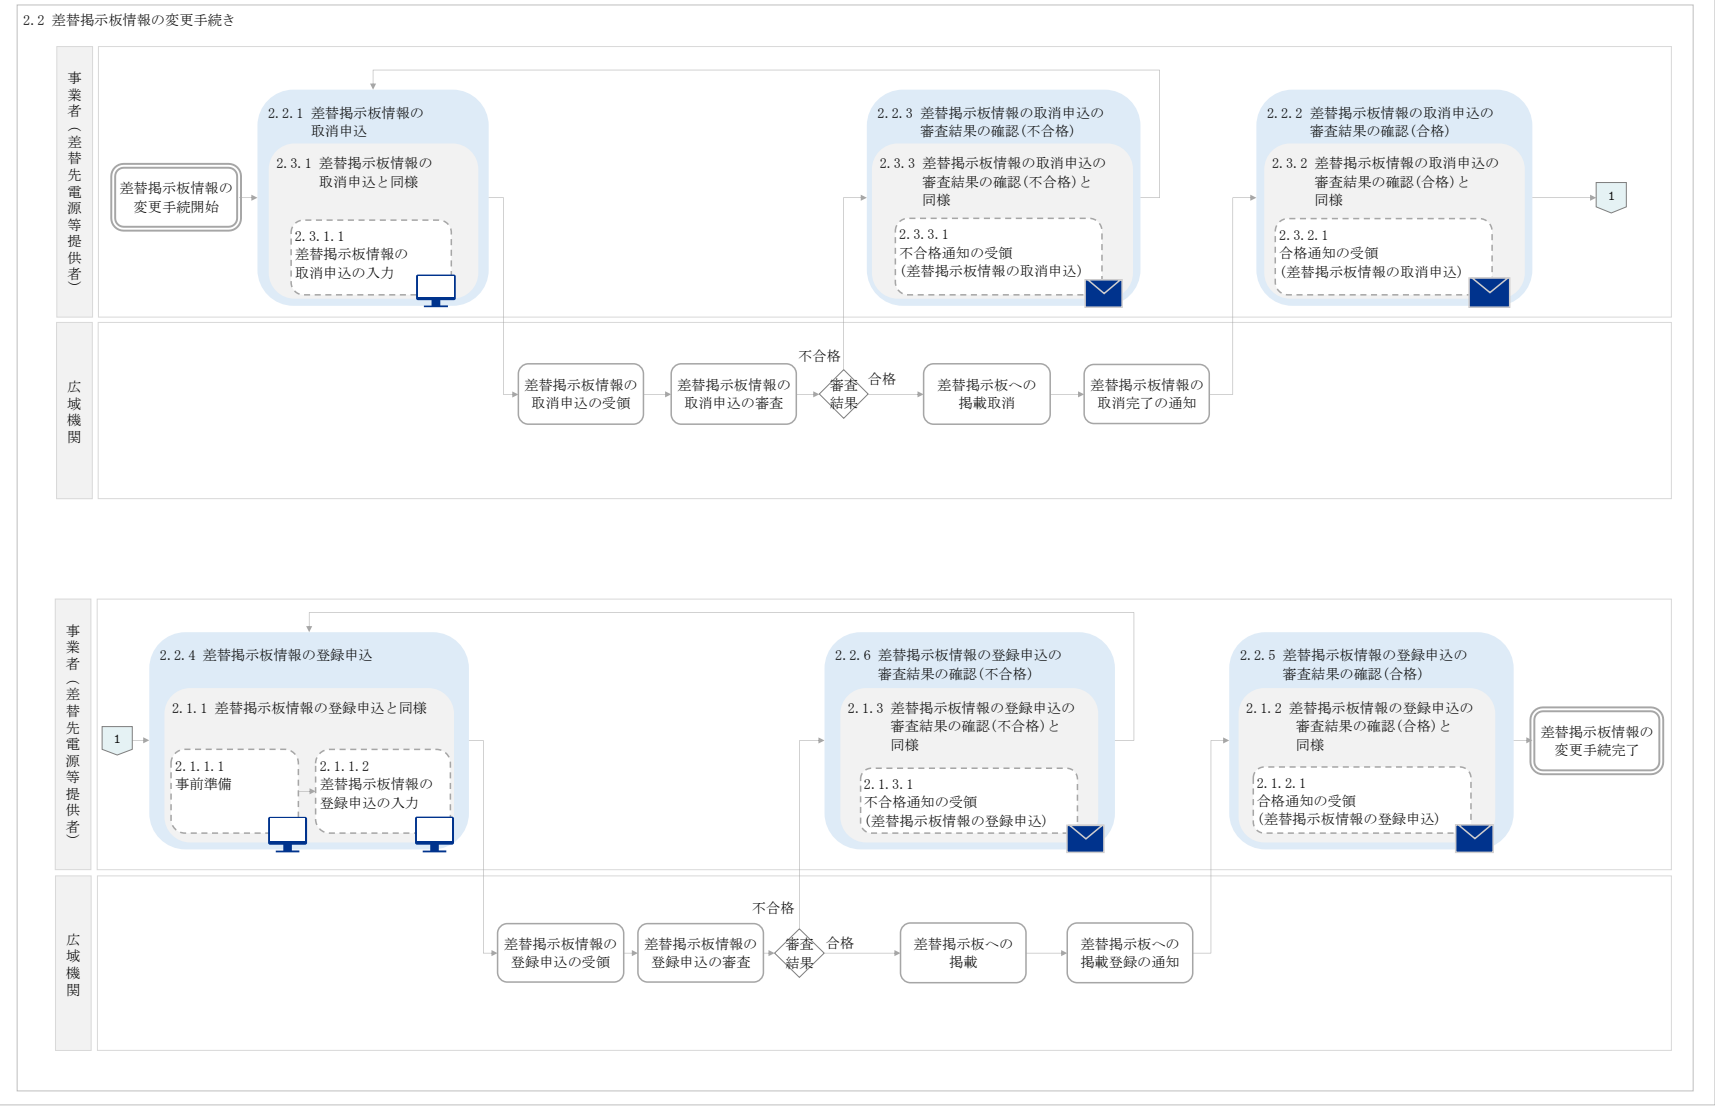 2.2 差替掲示板情報の変更手続き
事業者(差替先電源等提供者)
差替掲示板情報の
変更手続開始
2.2.1 差替掲示板情報の
取消申込
2.3.1 差替掲示板情報の
取消申込と同様
2.3.1.1
差替掲示板情報の
取消申込の入力
2.2.3 差替掲示板情報の取消申込の
審査結果の確認(不合格)
2.3.3 差替掲示板情報の取消申込の
審査結果の確認(不合格)と
同様
2.3.3.1
不合格通知の受領
(差替掲示板情報の取消申込)
2.2.2 差替掲示板情報の取消申込の
審査結果の確認(合格)
2.3.2 差替掲示板情報の取消申込の
審査結果の確認(合格)と
同様
2.3.2.1
合格通知の受領
(差替掲示板情報の取消申込)
1
広域機関
差替掲示板情報の
取消申込の受領
差替掲示板情報の
取消申込の審査
不合格
審査
結果
合格
差替掲示板への
掲載取消
差替掲示板情報の
取消完了の通知
事業者(差替先電源等提供者)
1
2.2.4 差替掲示板情報の登録申込
2.1.1 差替掲示板情報の登録申込と同様
2.1.1.1
事前準備
2.1.1.2
差替掲示板情報の
登録申込の入力
2.2.6 差替掲示板情報の登録申込の
審査結果の確認(不合格)
2.1.3 差替掲示板情報の登録申込の
審査結果の確認(不合格)と
同様
2.1.3.1
不合格通知の受領
(差替掲示板情報の登録申込)
2.2.5 差替掲示板情報の登録申込の
審査結果の確認(合格)
2.1.2 差替掲示板情報の登録申込の
審査結果の確認(合格)と
同様
2.1.2.1
合格通知の受領
(差替掲示板情報の登録申込)
差替掲示板情報の
変更手続完了
広域機関
差替掲示板情報の
登録申込の受領
差替掲示板情報の
登録申込の審査
不合格
審査
結果
合格
差替掲示板への
掲載
差替掲示板への
掲載登録の通知